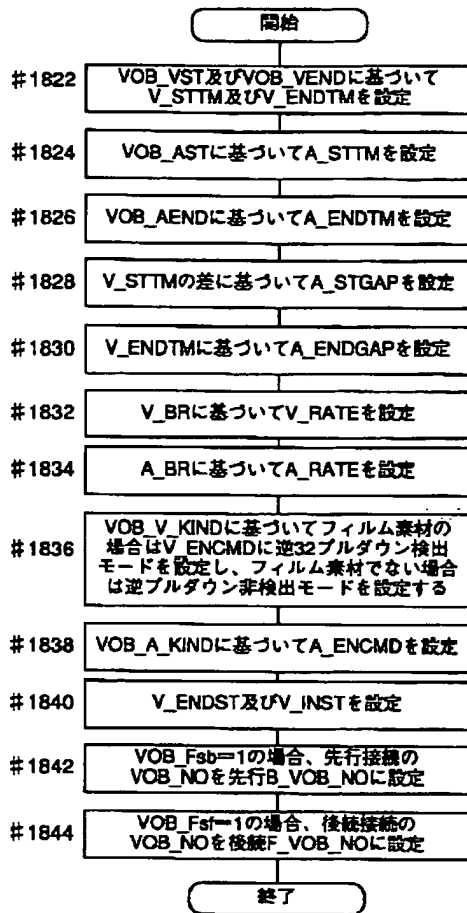 開始
#1822
VOB_VST及びVOB_VENDに基づいて
V_STTM及びV_ENDTMを設定
#1824
VOB_ASTに基づいてA_STTMを設定
#1826
VOB_AENDに基づいてA_ENDTMを設定
#1828
V_STTMの差に基づいてA_STGAPを設定
#1830
V_ENDTMに基づいてA_ENDGAPを設定
#1832
V_BRに基づいてV_RATEを設定
#1834
A_BRに基づいてA_RATEを設定
#1836
VOB_V_KINDに基づいてフィルム素材の
場合はV_ENCMDに逆32プルダウン検出
モードを設定し、フィルム素材でない場合
は逆プルダウン非検出モードを設定する
#1838
VOB_A_KINDに基づいてA_ENCMDを設定
#1840
V_ENDST及びV_INSTを設定
#1842
VOB_Fsb=1の場合、先行接続の
VOB_NOを先行B_VOB_NOに設定
#1844
VOB_Fsf=1の場合、後続接続の
VOB_NOを後続F_VOB_NOに設定
終了